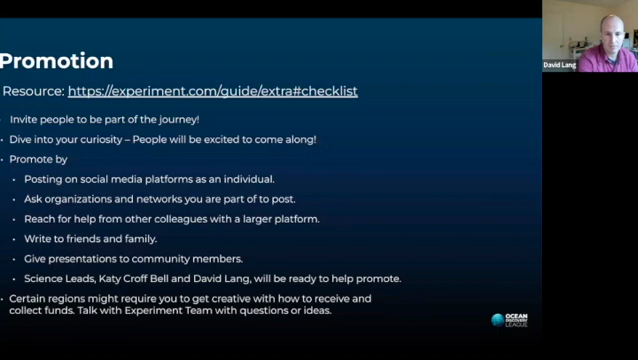 David Lang
Promotion
Resource: https://experiment.com/guide/extra#checklist
Invite people to be part of the journey!
• Dive into your curiosity – People will be excited to come along!
• Promote by
• Posting on social media platforms as an individual.
• Ask organizations and networks you are part of to post.
• Reach for help from other colleagues with a larger platform.
• Write to friends and family.
• Give presentations to community members.
• Science Leads, Katy Croff Bell and David Lang, will be ready to help promote.
• Certain regions might require you to get creative with how to receive and
collect funds. Talk with Experiment Team with questions or ideas.
OCEAN
DISCOVERY
LEAGUE